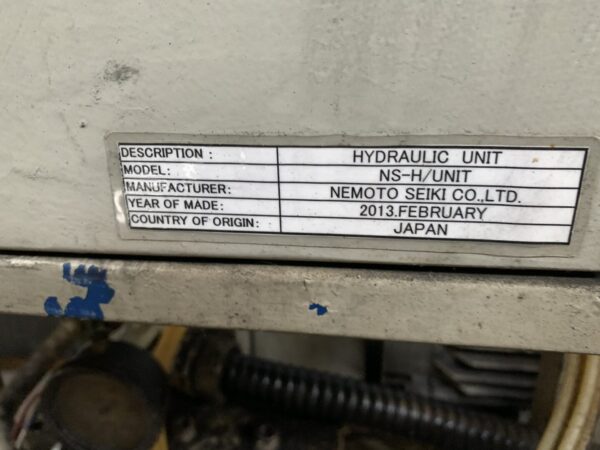 DESCRIPTION : HYDRAULIC UNIT
MODEL: NS-H/UNIT
MANUFACTURER: NEMOTO SEIKI CO.,LTD.
YEAR OF MADE: 2013.FEBRUARY
COUNTRY OF ORIGIN: JAPAN